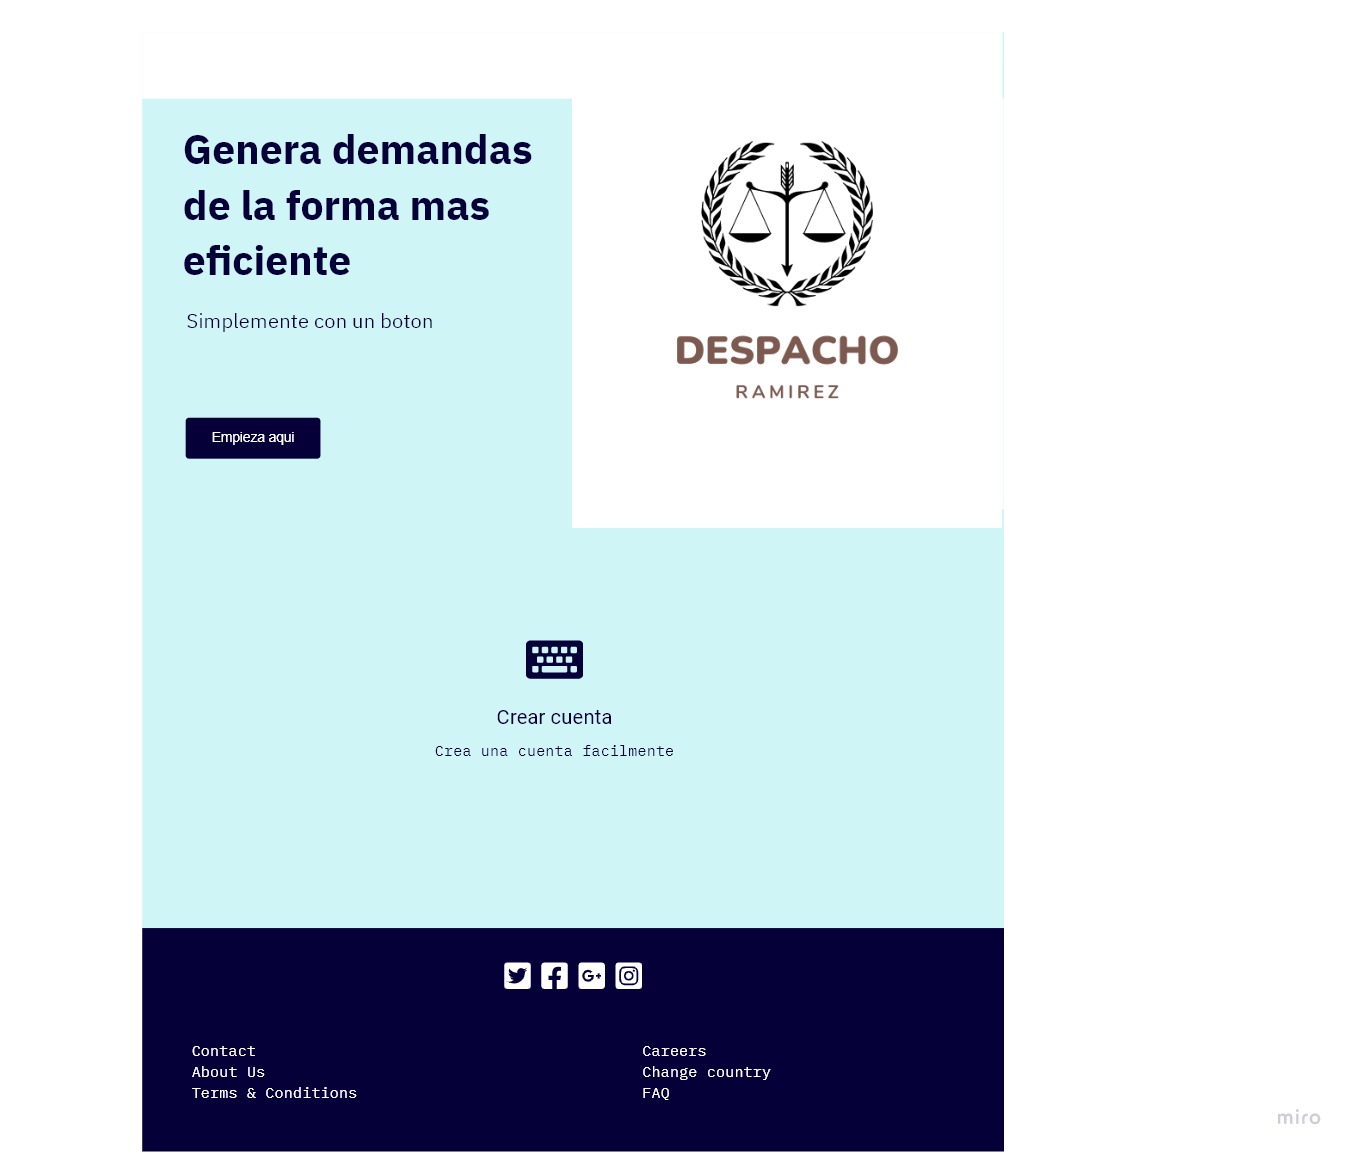 Genera demandas
de la forma mas
eficiente
Simplemente con un boton
Empieza aqui
DESPACHO
RAMIREZ
Crear cuenta
Crea una cuenta facilmente
Contact
About Us
Terms & Conditions
Careers
Change country
FAQ
miro